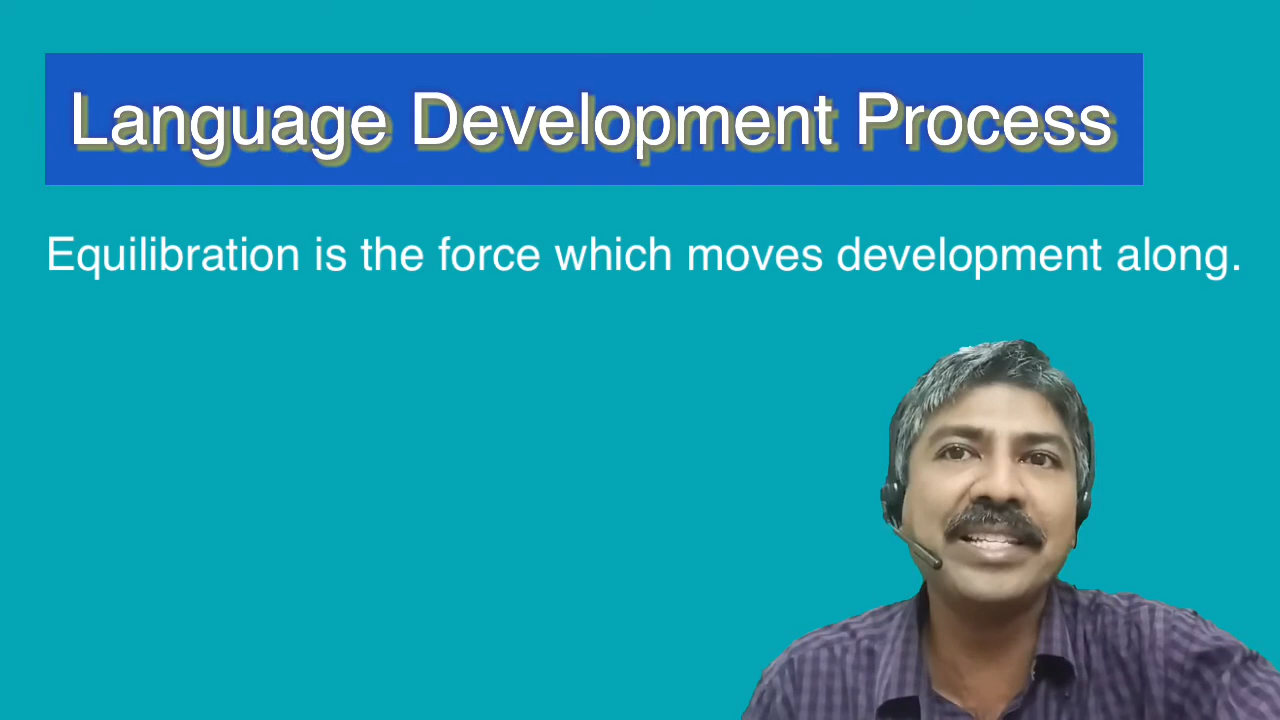 Language Development Process
Equilibration is the force which moves development along.